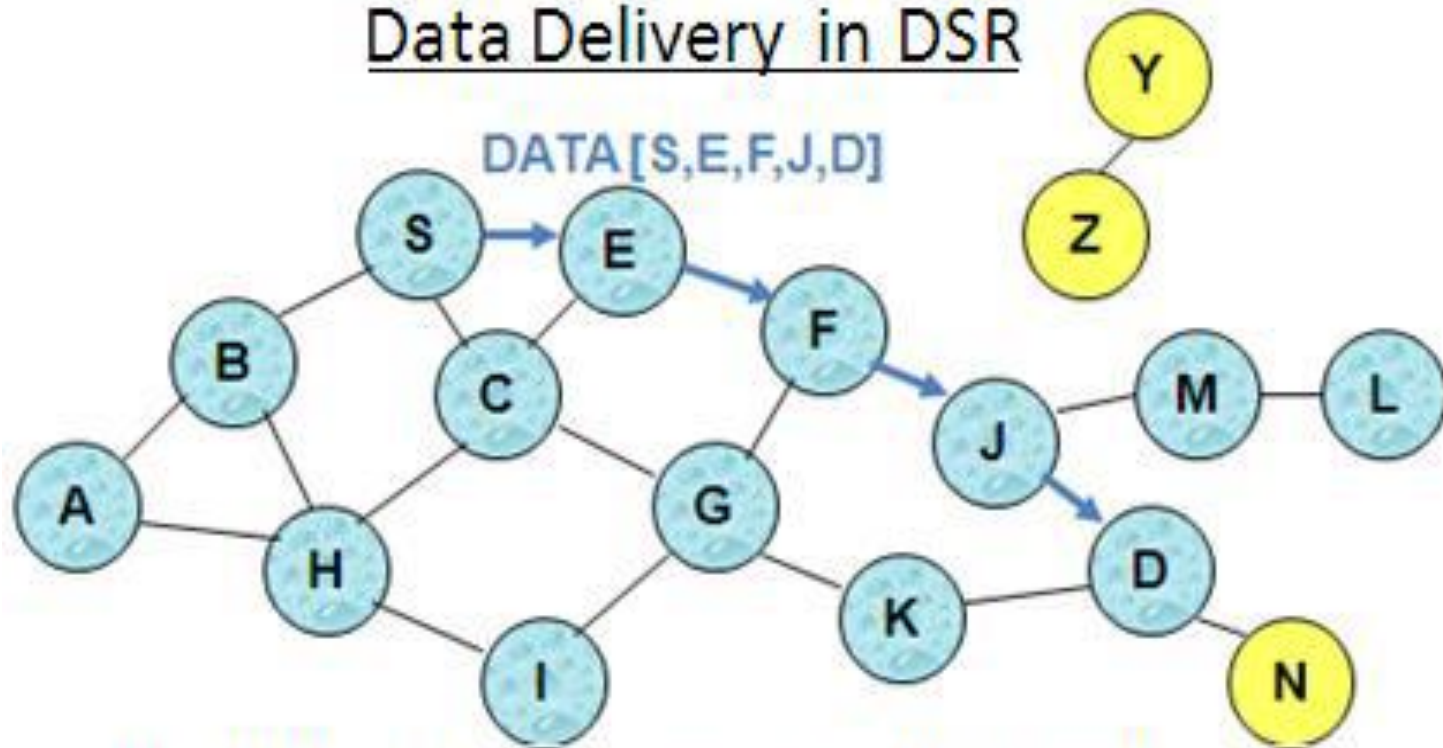 Data Delivery in DSR
Y
DATA[S,E,F,J,D]
S
E
Z
F
B
C
M
L
J
A
G
H
D
K
I
N